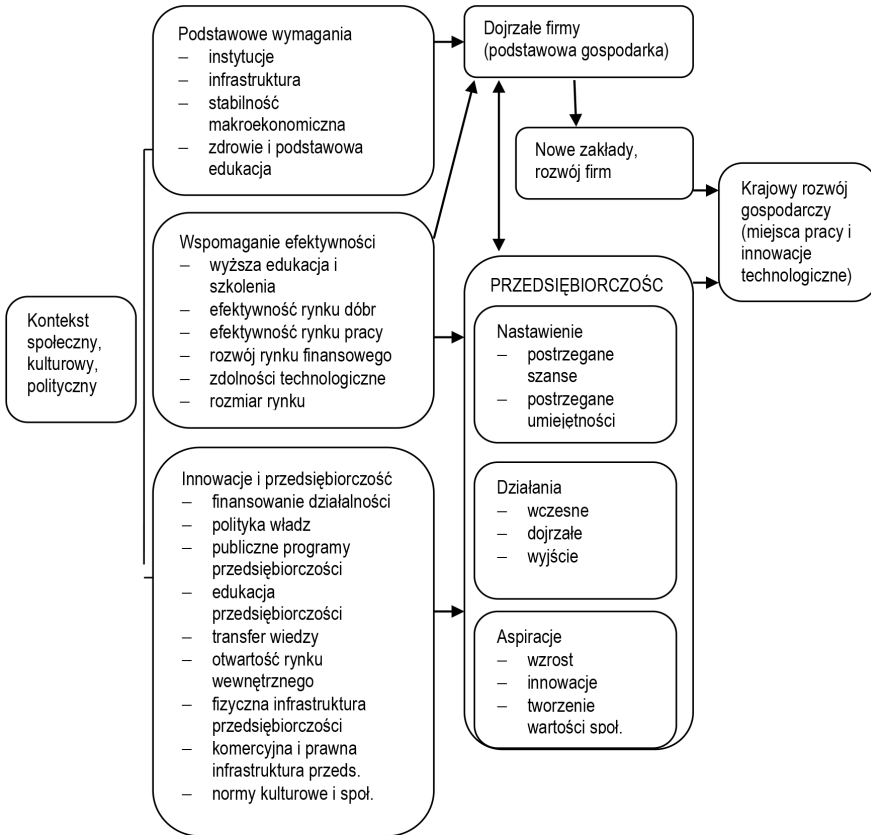 Kontekst
społeczny,
kulturowy,
polityczny
Podstawowe wymagania
– instytucje
– infrastruktura
– stabilność
makroekonomiczna
– zdrowie i podstawowa
edukacja
Wspomaganie efektywności
– wyższa edukacja i
szkolenia
– efektywność rynku dóbr
– efektywność rynku pracy
– rozwój rynku finansowego
– zdolności technologiczne
– rozmiar rynku
Innowacje i przedsiębiorczość
– finansowanie działalności
– polityka władz
– publiczne programy
przedsiębiorczości
– edukacja
przedsiębiorczości
– transfer wiedzy
– otwartość rynku
wewnętrznego
– fizyczna infrastruktura
przedsiębiorczości
– komercyjna i prawna
infrastruktura przeds.
– normy kulturowe i społ.
Dojrzałe firmy
(podstawowa gospodarka)
Nowe zakłady,
rozwój firm
PRZEDSIĘBIORCZOŚC
Nastawienie
– postrzegane
szanse
– postrzegane
umiejętności
Działania
– wczesne
– dojrzałe
– wyjście
Aspiracje
– wzrost
– innowacje
– tworzenie
wartości społ.
Krajowy rozwój
gospodarczy
(miejsca pracy i
innowacje
technologiczne)